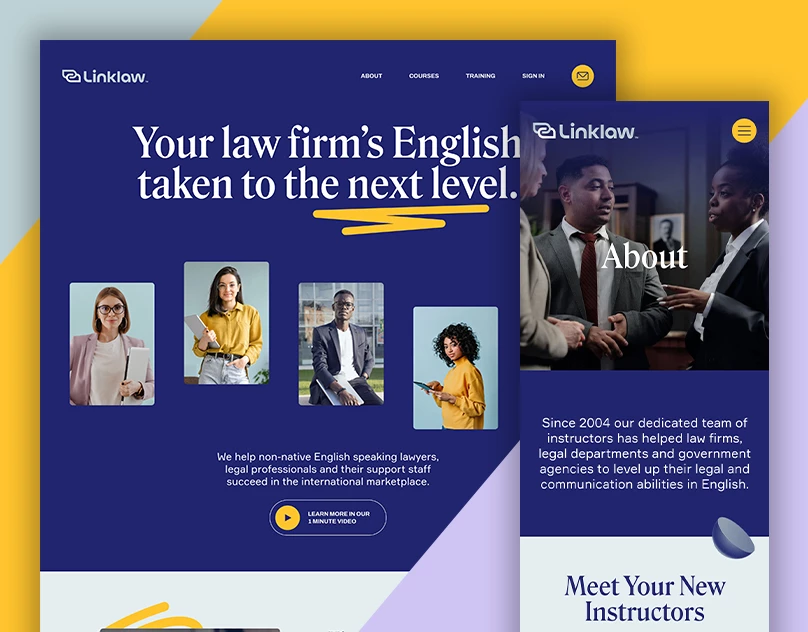 Linklaw™
ABOUT
COURSES
TRAINING
SIGN IN
Your law firm's English
taken to the next level.
We help non-native English speaking lawyers,
legal professionals and their support staff
succeed in the international marketplace.
LEARN MORE IN OUR
1 MINUTE VIDEO
Linklaw™
About
Since 2004 our dedicated team of
instructors has helped law firms,
legal departments and government
agencies to level up their legal and
communication abilities in English.
Meet Your New
Instructors